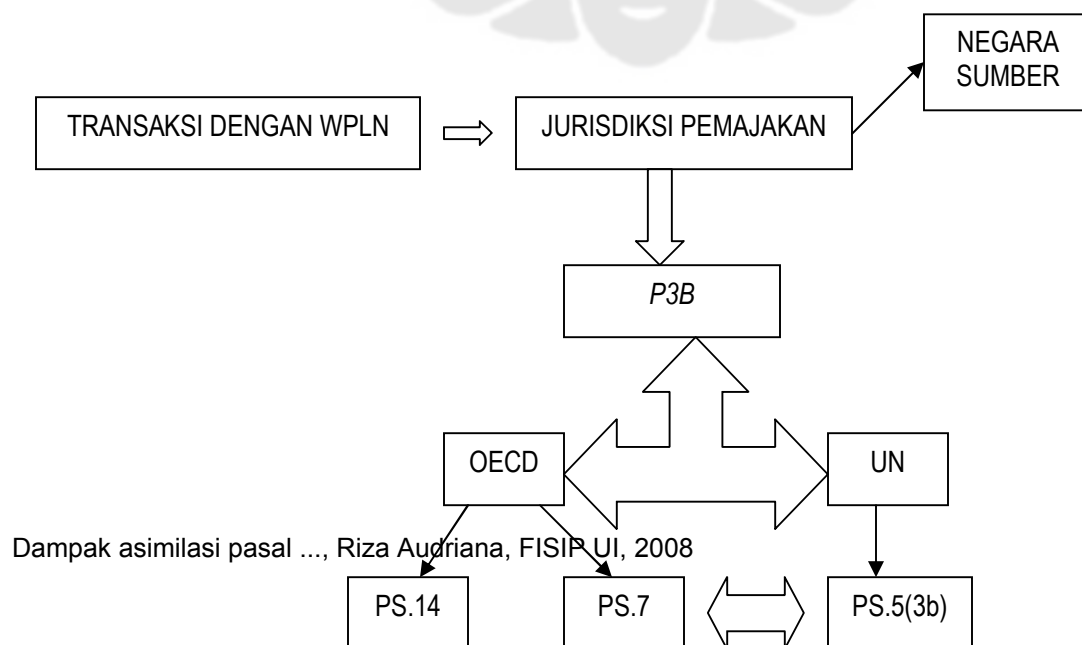 NEGARA
SUMBER
TRANSAKSI DENGAN WPLN
JURISDIKSI PEMAJAKAN
P3B
OECD
UN
Dampak asimilasi pasal ..., Riza Audriana, FISIP UI, 2008
PS.14
PS.7
PS.5(3b)